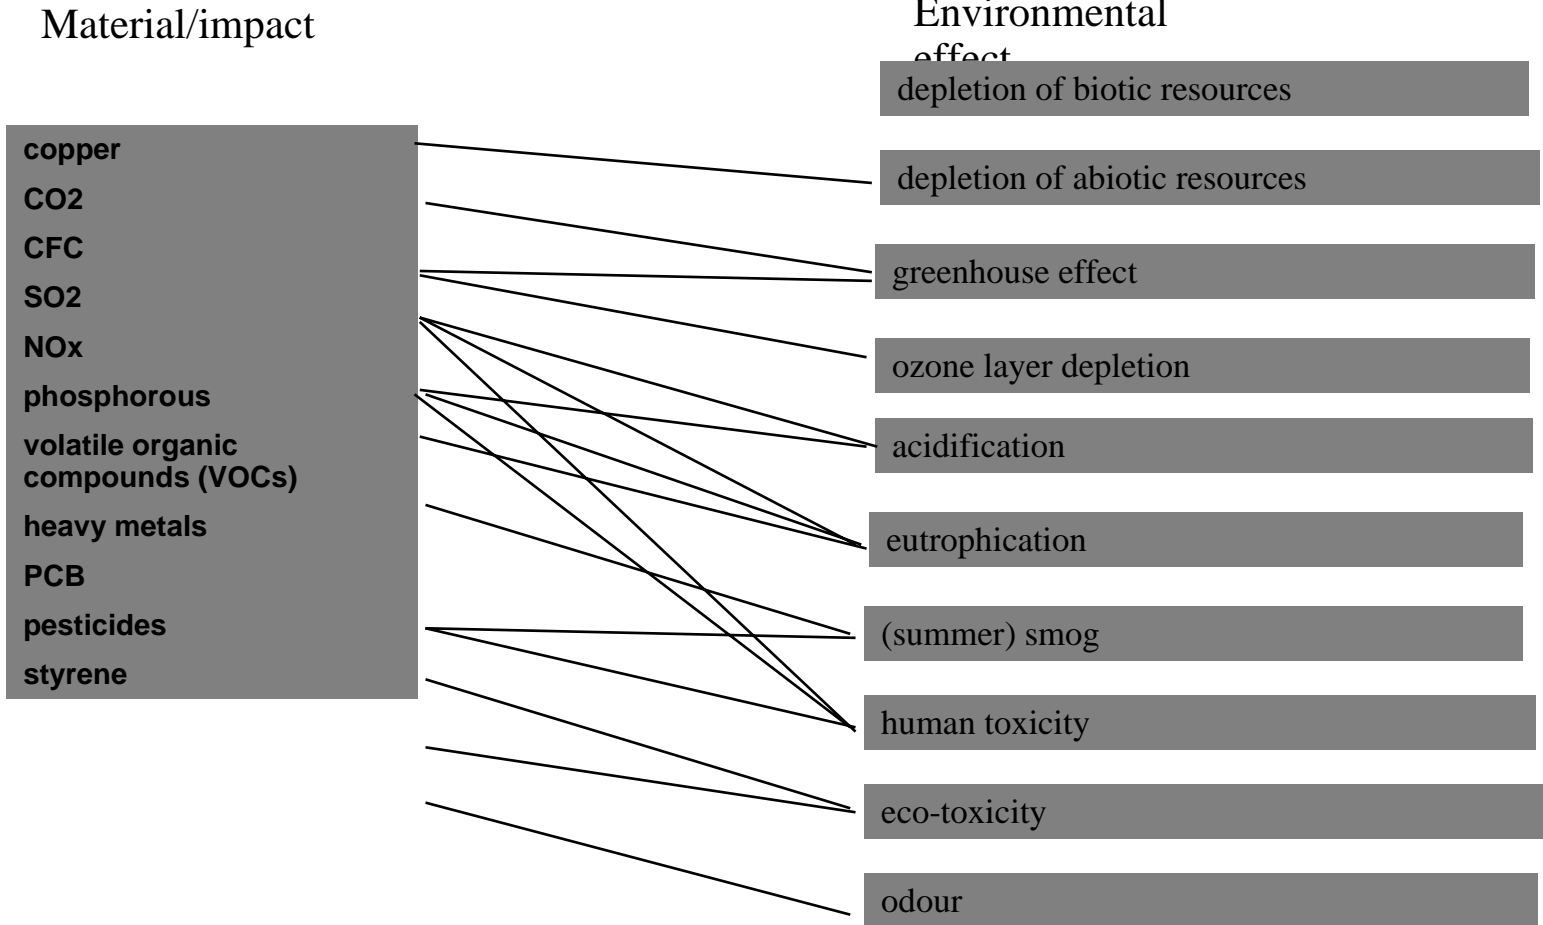 Material/impact
Environmental
effect
depletion of biotic resources
copper
depletion of abiotic resources
CO2
CFC
greenhouse effect
SO2
NOx
ozone layer depletion
phosphorous
volatile organic
compounds (VOCs)
acidification
heavy metals
eutrophication
PCB
pesticides
(summer) smog
styrene
human toxicity
eco-toxicity
odour